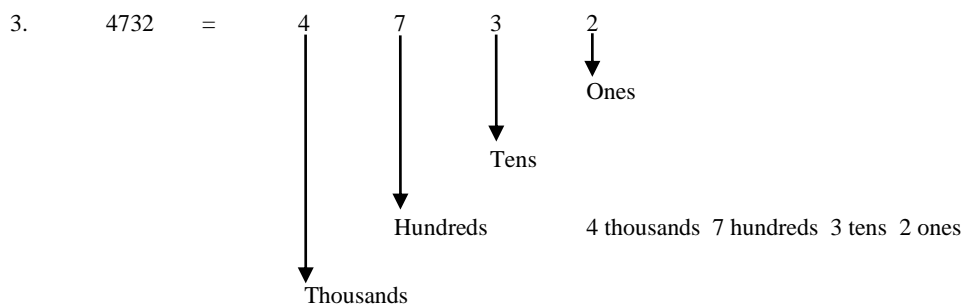 3. 4732 = 4 7 3 2
Ones
Tens
Hundreds 4 thousands 7 hundreds 3 tens 2 ones
Thousands